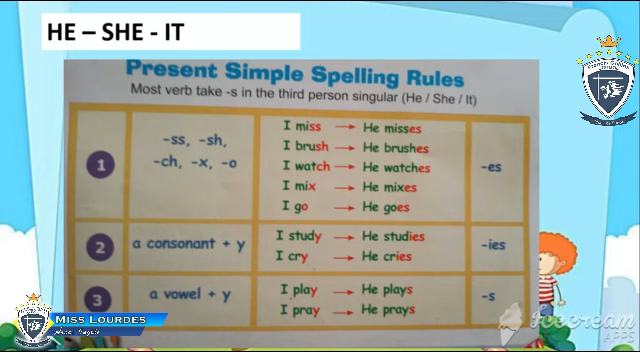 HE – SHE - IT
Present Simple Spelling Rules
Most verb take -s in the third person singular (He / She / It)
1
-ss, -sh,
-ch, -x, -o
I miss → He misses
I brush → He brushes
I watch → He watches
I mix → He mixes
I go → He goes
-es
2
a consonant + y
I study → He studies
I cry → He cries
-ies
3
a vowel + y
I play → He plays
I pray → He prays
-s
MISS LOURDES
Icecream
APPS